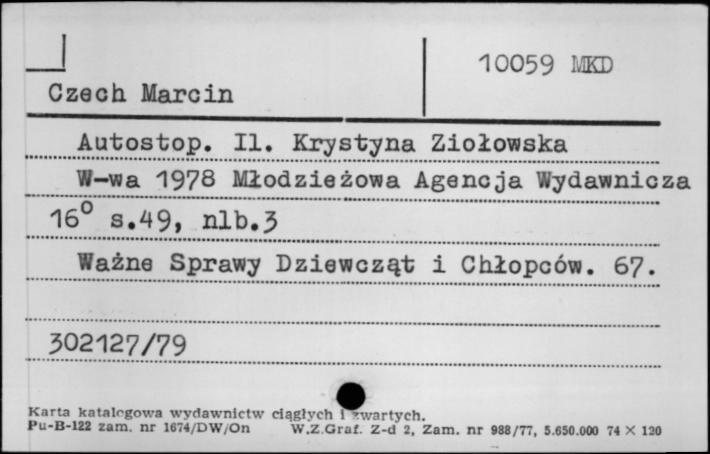 10059 MKD
Czech Marcin
Autostop. Il. Krystyna Ziołowska
W-wa 1978 Młodzieżowa Agencja Wydawnicza
16° s.49, nlb.3
Ważne Sprawy Dziewcząt i Chłopców. 67.
302127/79
Karta katalogowa wydawnictw ciągłych i zwartych.
Pu-B-122 zam. nr 1674/DW/On W.Z.Graf. Z-d 2, Zam. nr 988/77, 5.650.000 74 × 120